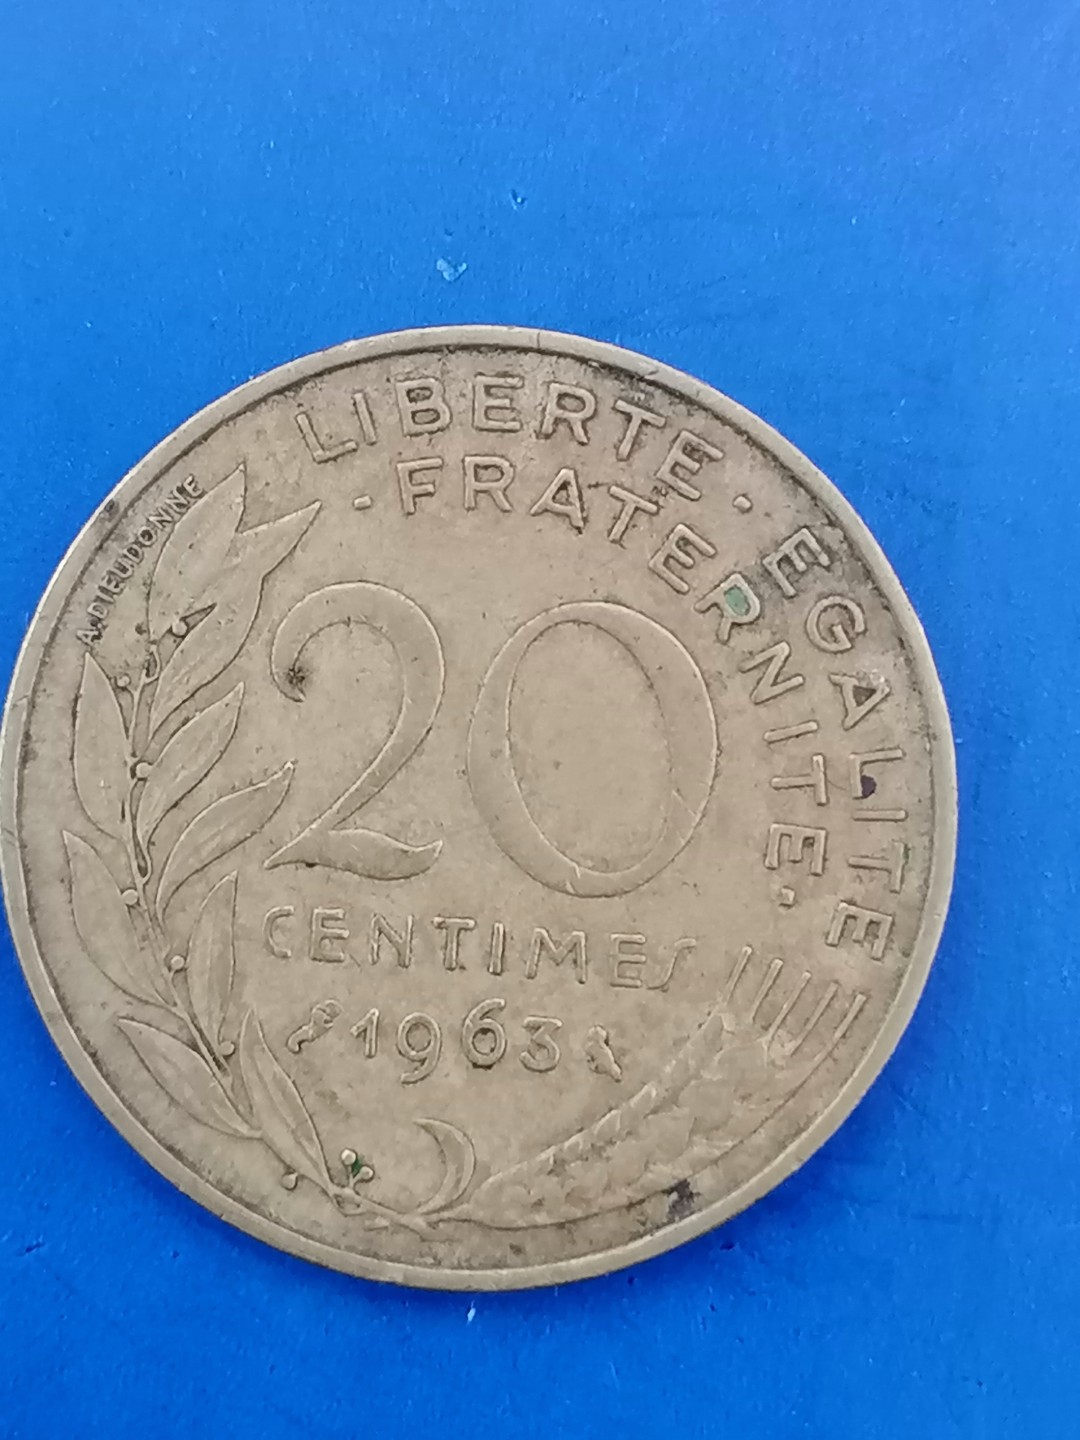 LIBERTE · EGALITE
· FRATERNITE ·
A.DIEUDONNE
20
CENTIMES
1963